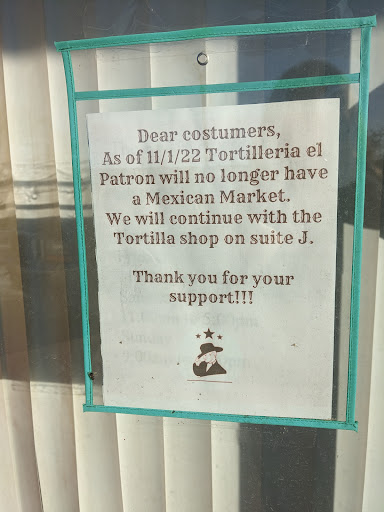 Dear costumers,
As of 11/1/22 Tortilleria el
Patron will no longer have
a Mexican Market.
We will continue with the
Tortilla shop on suite J.
Thank you for your
support!!!
Sunday